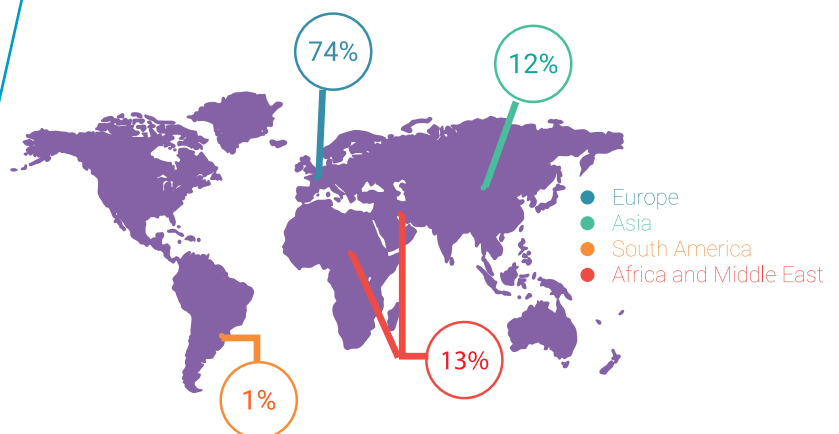 74%
12%
Europe
Asia
South America
Africa and Middle East
13%
1%